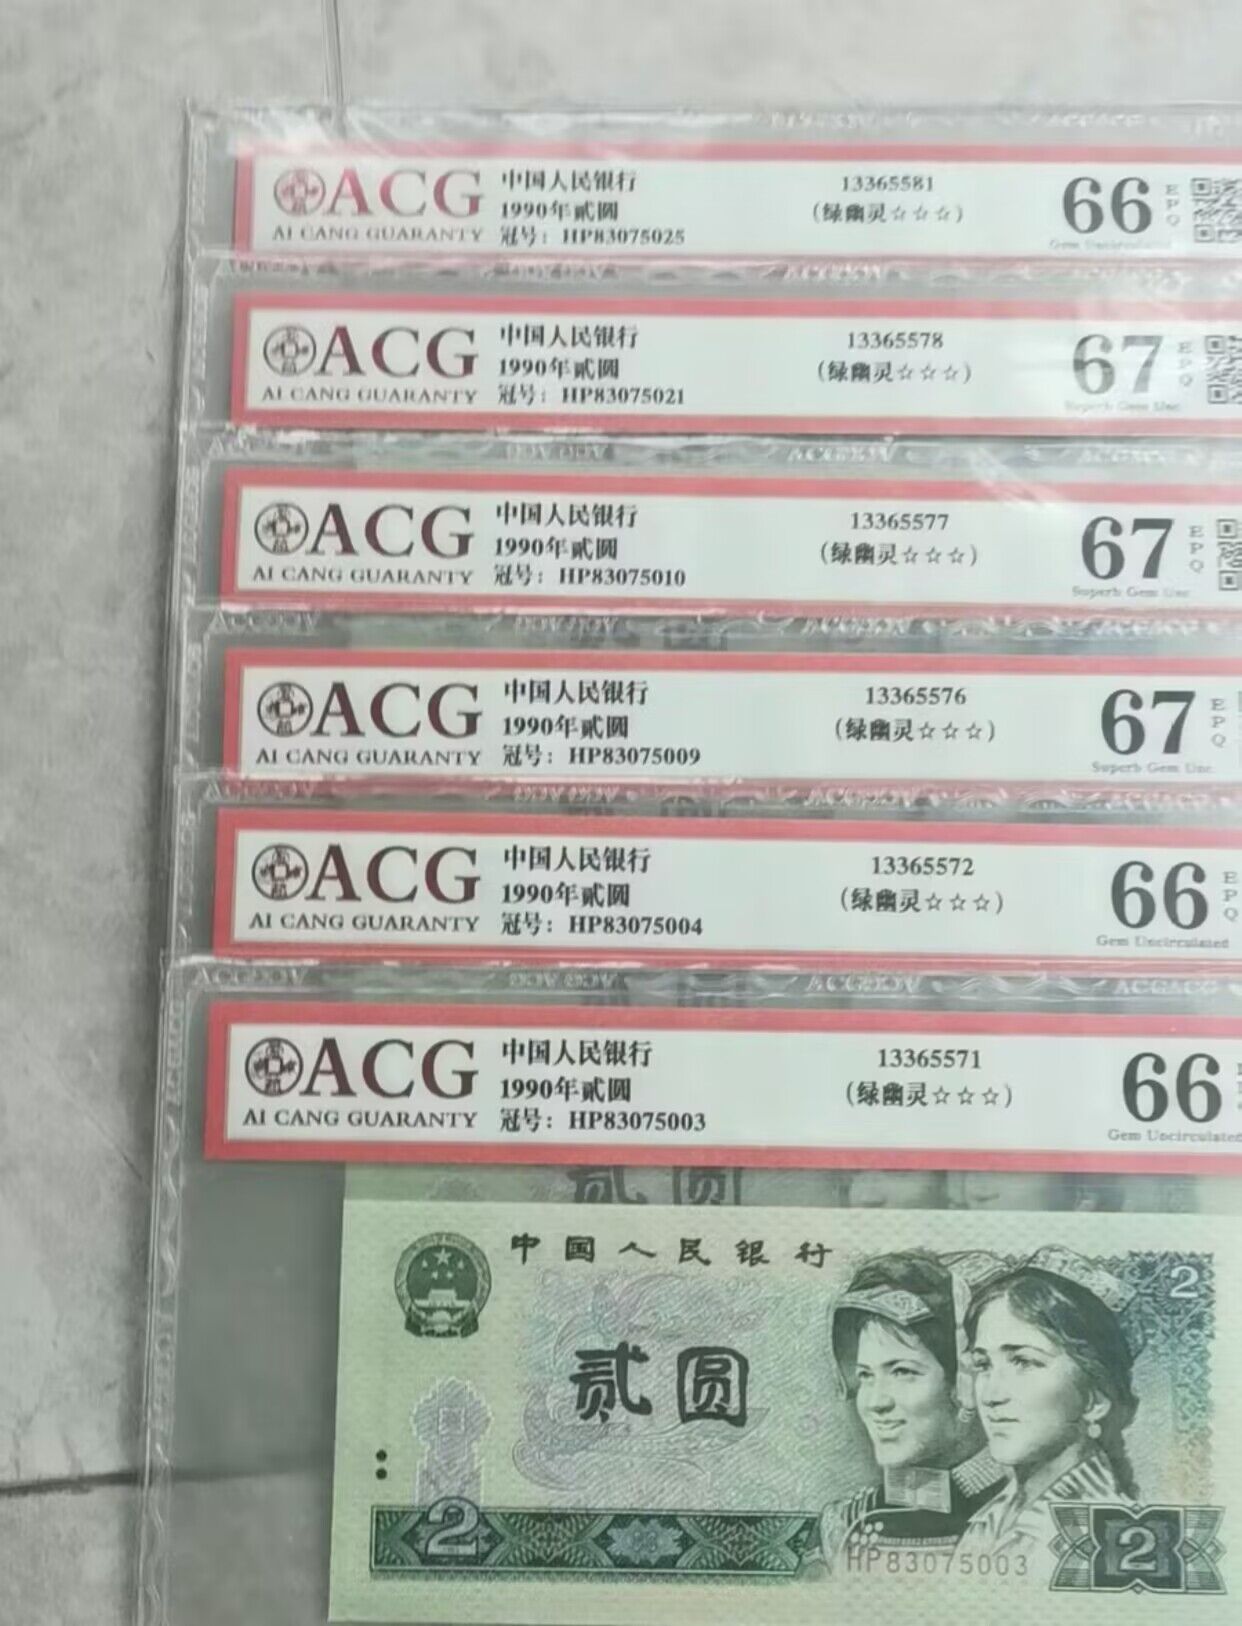 ACG
AI CANG GUARANTY
中国人民银行
1990年贰圆
冠号：HP83075025
13365581
（绿幽灵☆☆☆）
66
EPQ
Gem Uncirculated
ACG
AI CANG GUARANTY
中国人民银行
1990年贰圆
冠号：HP83075021
13365578
（绿幽灵☆☆☆）
67
EPQ
Superb Gem Unc
ACG
AI CANG GUARANTY
中国人民银行
1990年贰圆
冠号：HP83075010
13365577
（绿幽灵☆☆☆）
67
EPQ
Superb Gem Unc
ACG
AI CANG GUARANTY
中国人民银行
1990年贰圆
冠号：HP83075009
13365576
（绿幽灵☆☆☆）
67
EPQ
Superb Gem Unc
ACG
AI CANG GUARANTY
中国人民银行
1990年贰圆
冠号：HP83075004
13365572
（绿幽灵☆☆☆）
66
EPQ
Gem Uncirculated
ACGACG
ACG
AI CANG GUARANTY
中国人民银行
1990年贰圆
冠号：HP83075003
13365571
（绿幽灵☆☆☆）
66
Gem Uncirculated
贰圆
中国人民银行
2
贰圆
2
HP83075003
2